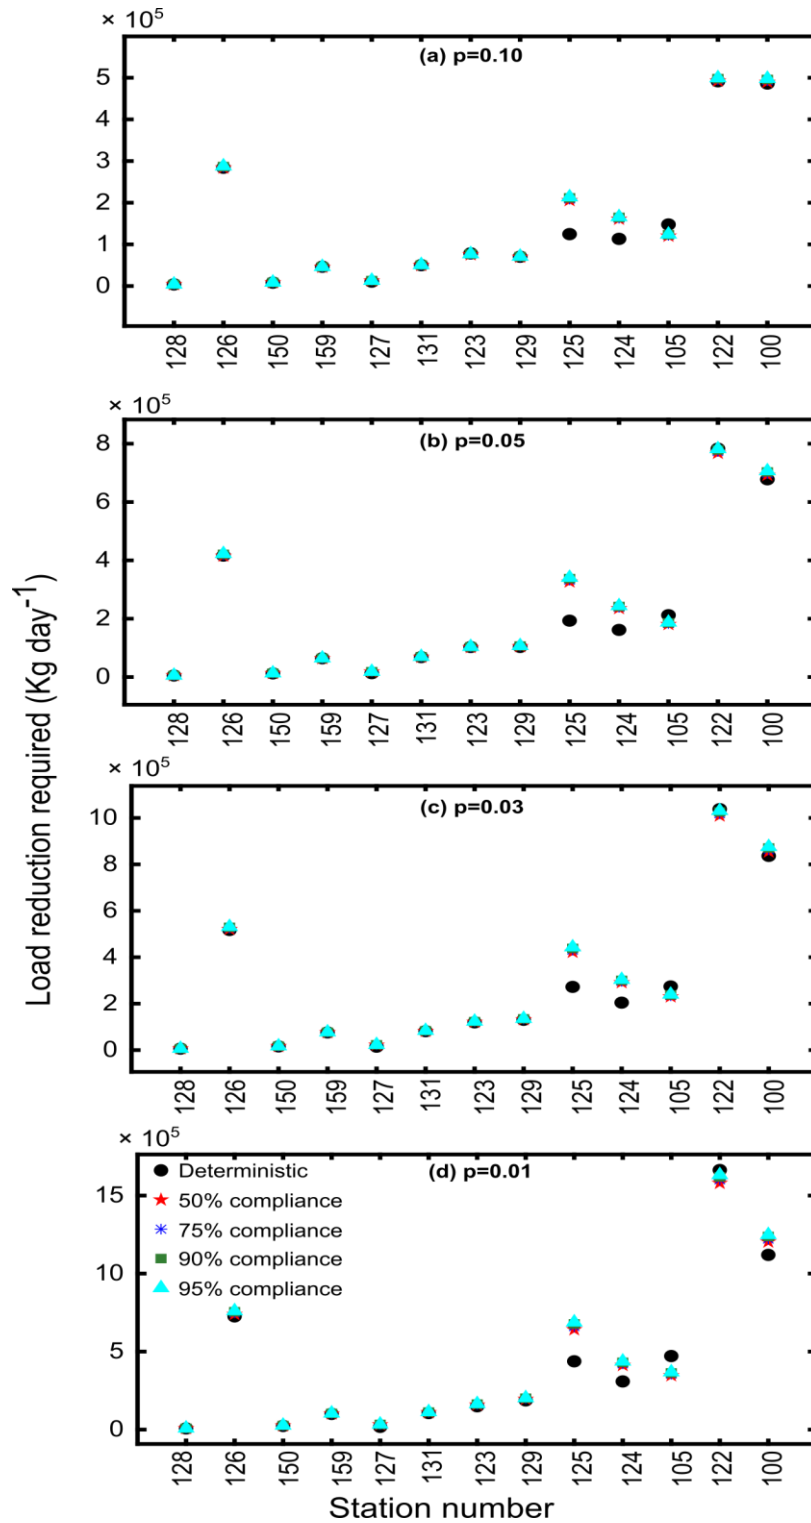 × 10⁵
(a) p=0.10
5
4
3
2
1
0
128 126 150 159 127 131 123 129 125 124 105 122 100
× 10⁵
(b) p=0.05
8
6
4
2
0
128 126 150 159 127 131 123 129 125 124 105 122 100
Load reduction required (Kg day⁻¹)
× 10⁵
(c) p=0.03
10
8
6
4
2
0
128 126 150 159 127 131 123 129 125 124 105 122 100
× 10⁵
(d) p=0.01
Deterministic
50% compliance
75% compliance
90% compliance
95% compliance
15
10
5
0
128 126 150 159 127 131 123 129 125 124 105 122 100
Station number